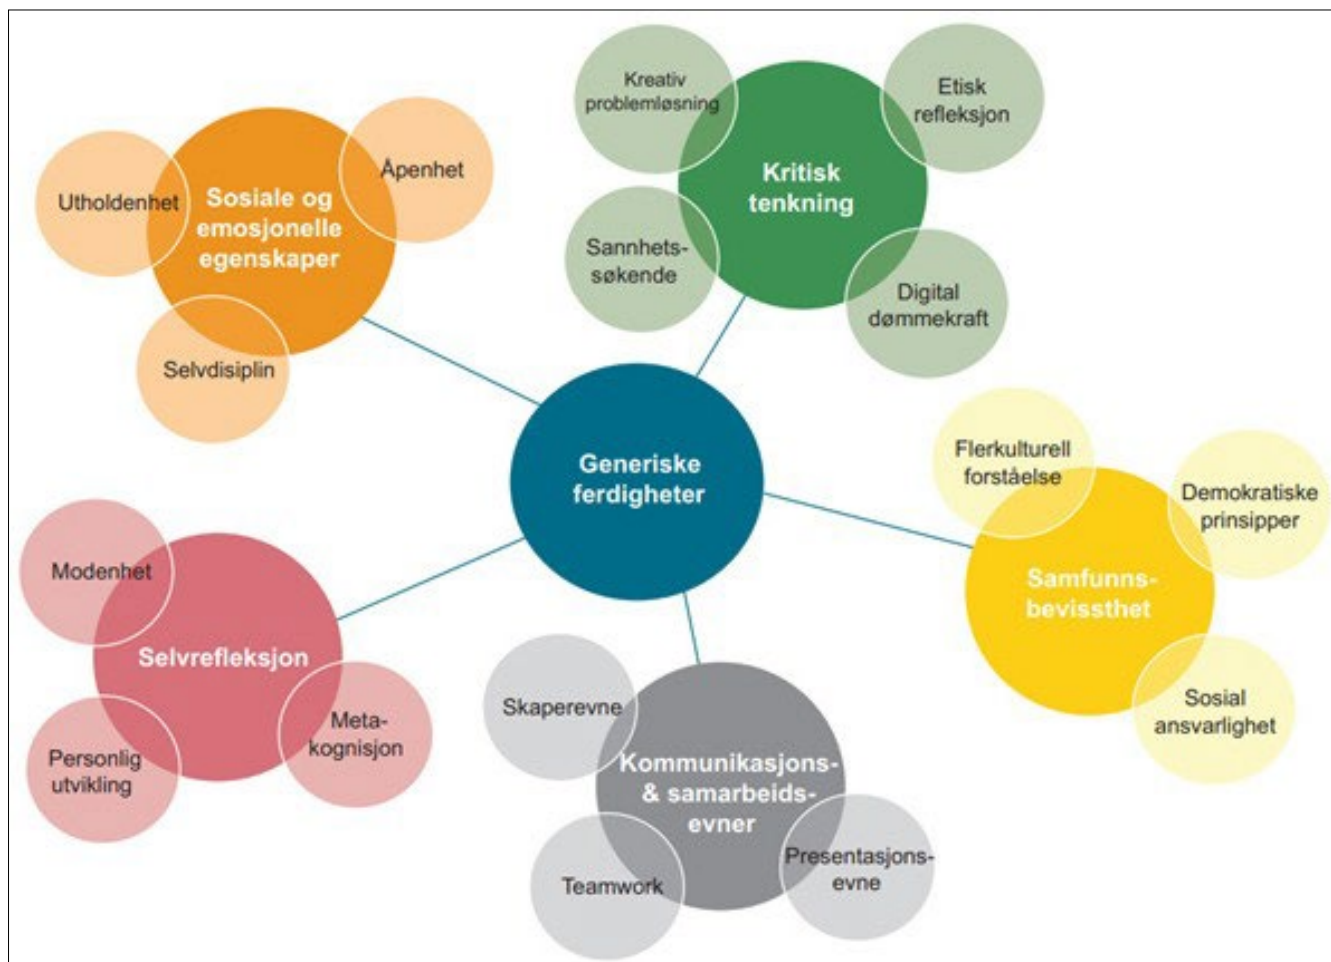 Kreativ
problemløsning
Etisk
refleksjon
Kritisk
tenkning
Sannhets-
søkende
Digital
dømmekraft
Åpenhet
Utholdenhet
Sosiale og
emosjonelle
egenskaper
Selvdisiplin
Generiske
ferdigheter
Flerkulturell
forståelse
Demokratiske
prinsipper
Samfunns-
bevissthet
Sosial
ansvarlighet
Modenhet
Selvrefleksjon
Meta-
kognisjon
Personlig
utvikling
Skaperevne
Kommunikasjons-
& samarbeids-
evner
Teamwork
Presentasjons-
evne